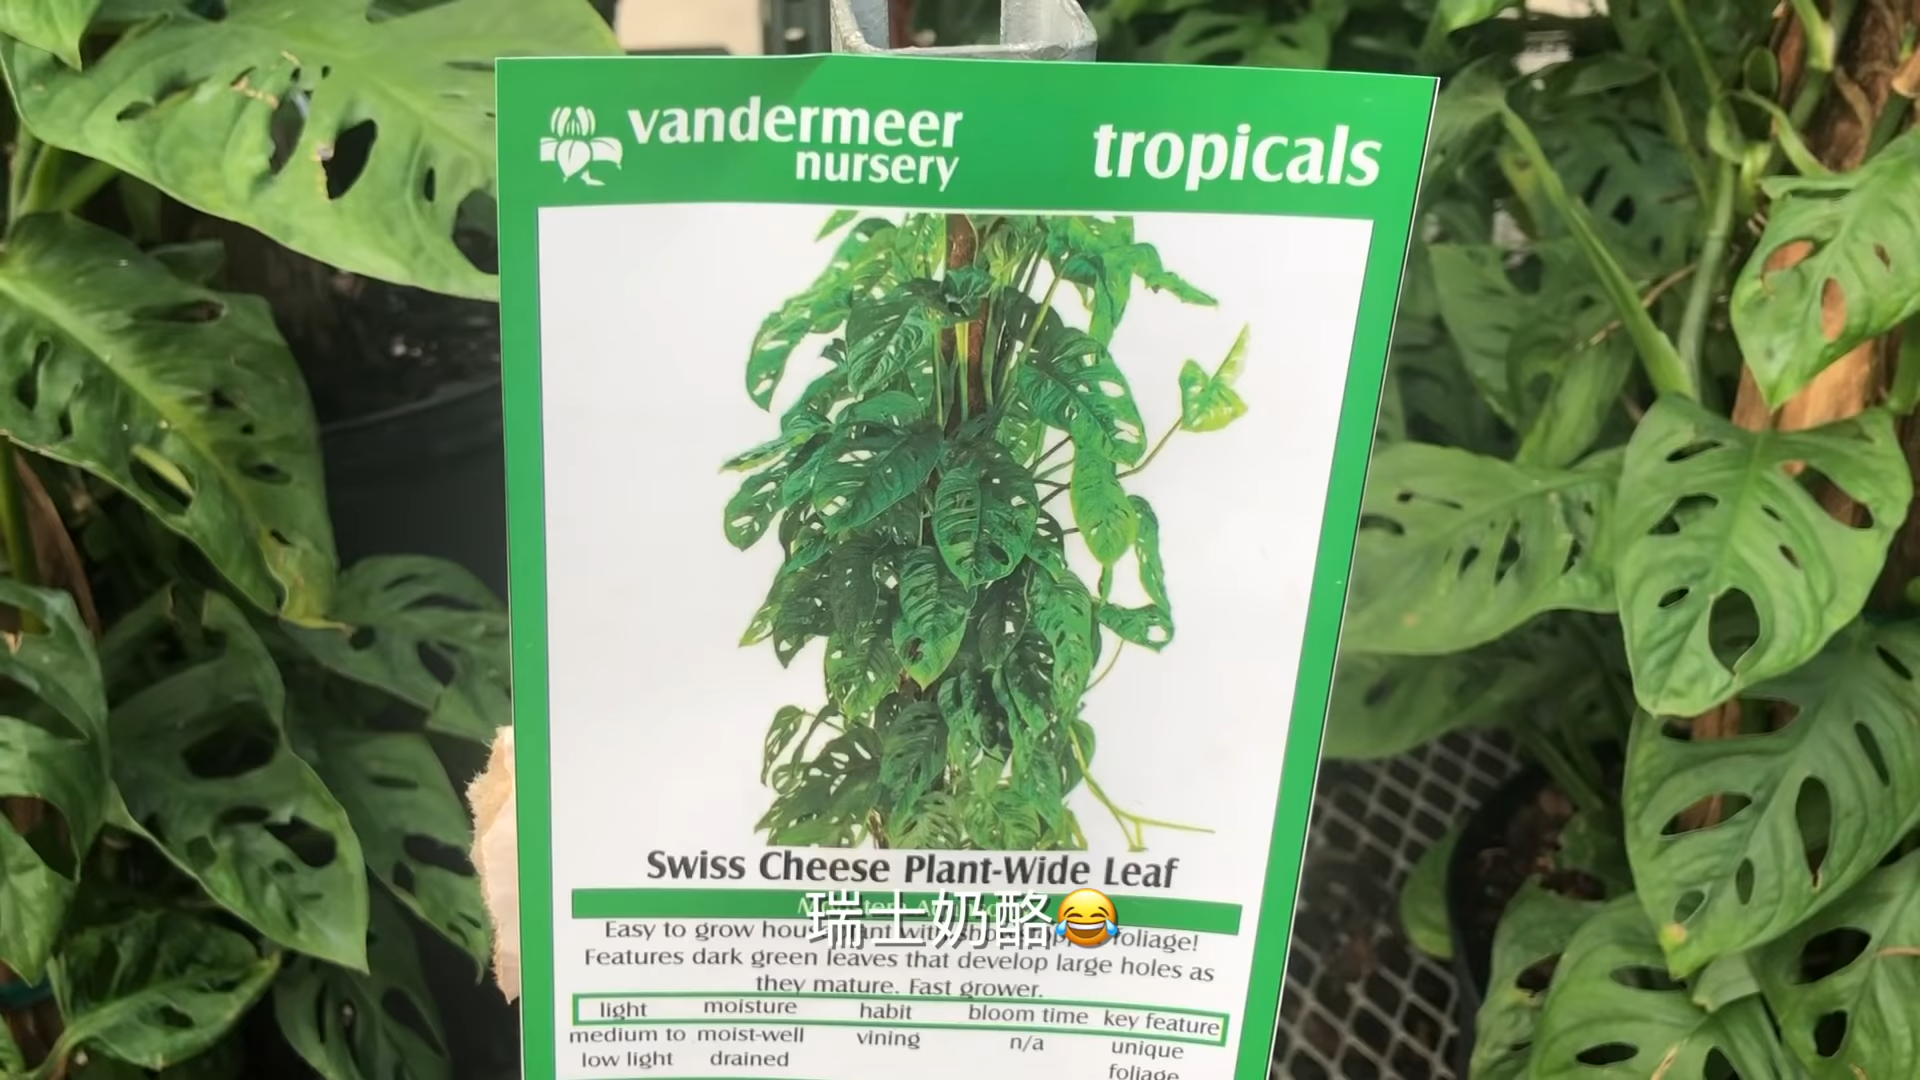 vandermeer
nursery
tropicals
Swiss Cheese Plant-Wide Leaf
瑞士奶酪😂
Easy to grow foliage!
Features dark green leaves that develop large holes as
they mature. Fast grower.
light moisture habit bloom time key feature
medium to moist-well vining n/a unique
low light drained foliage